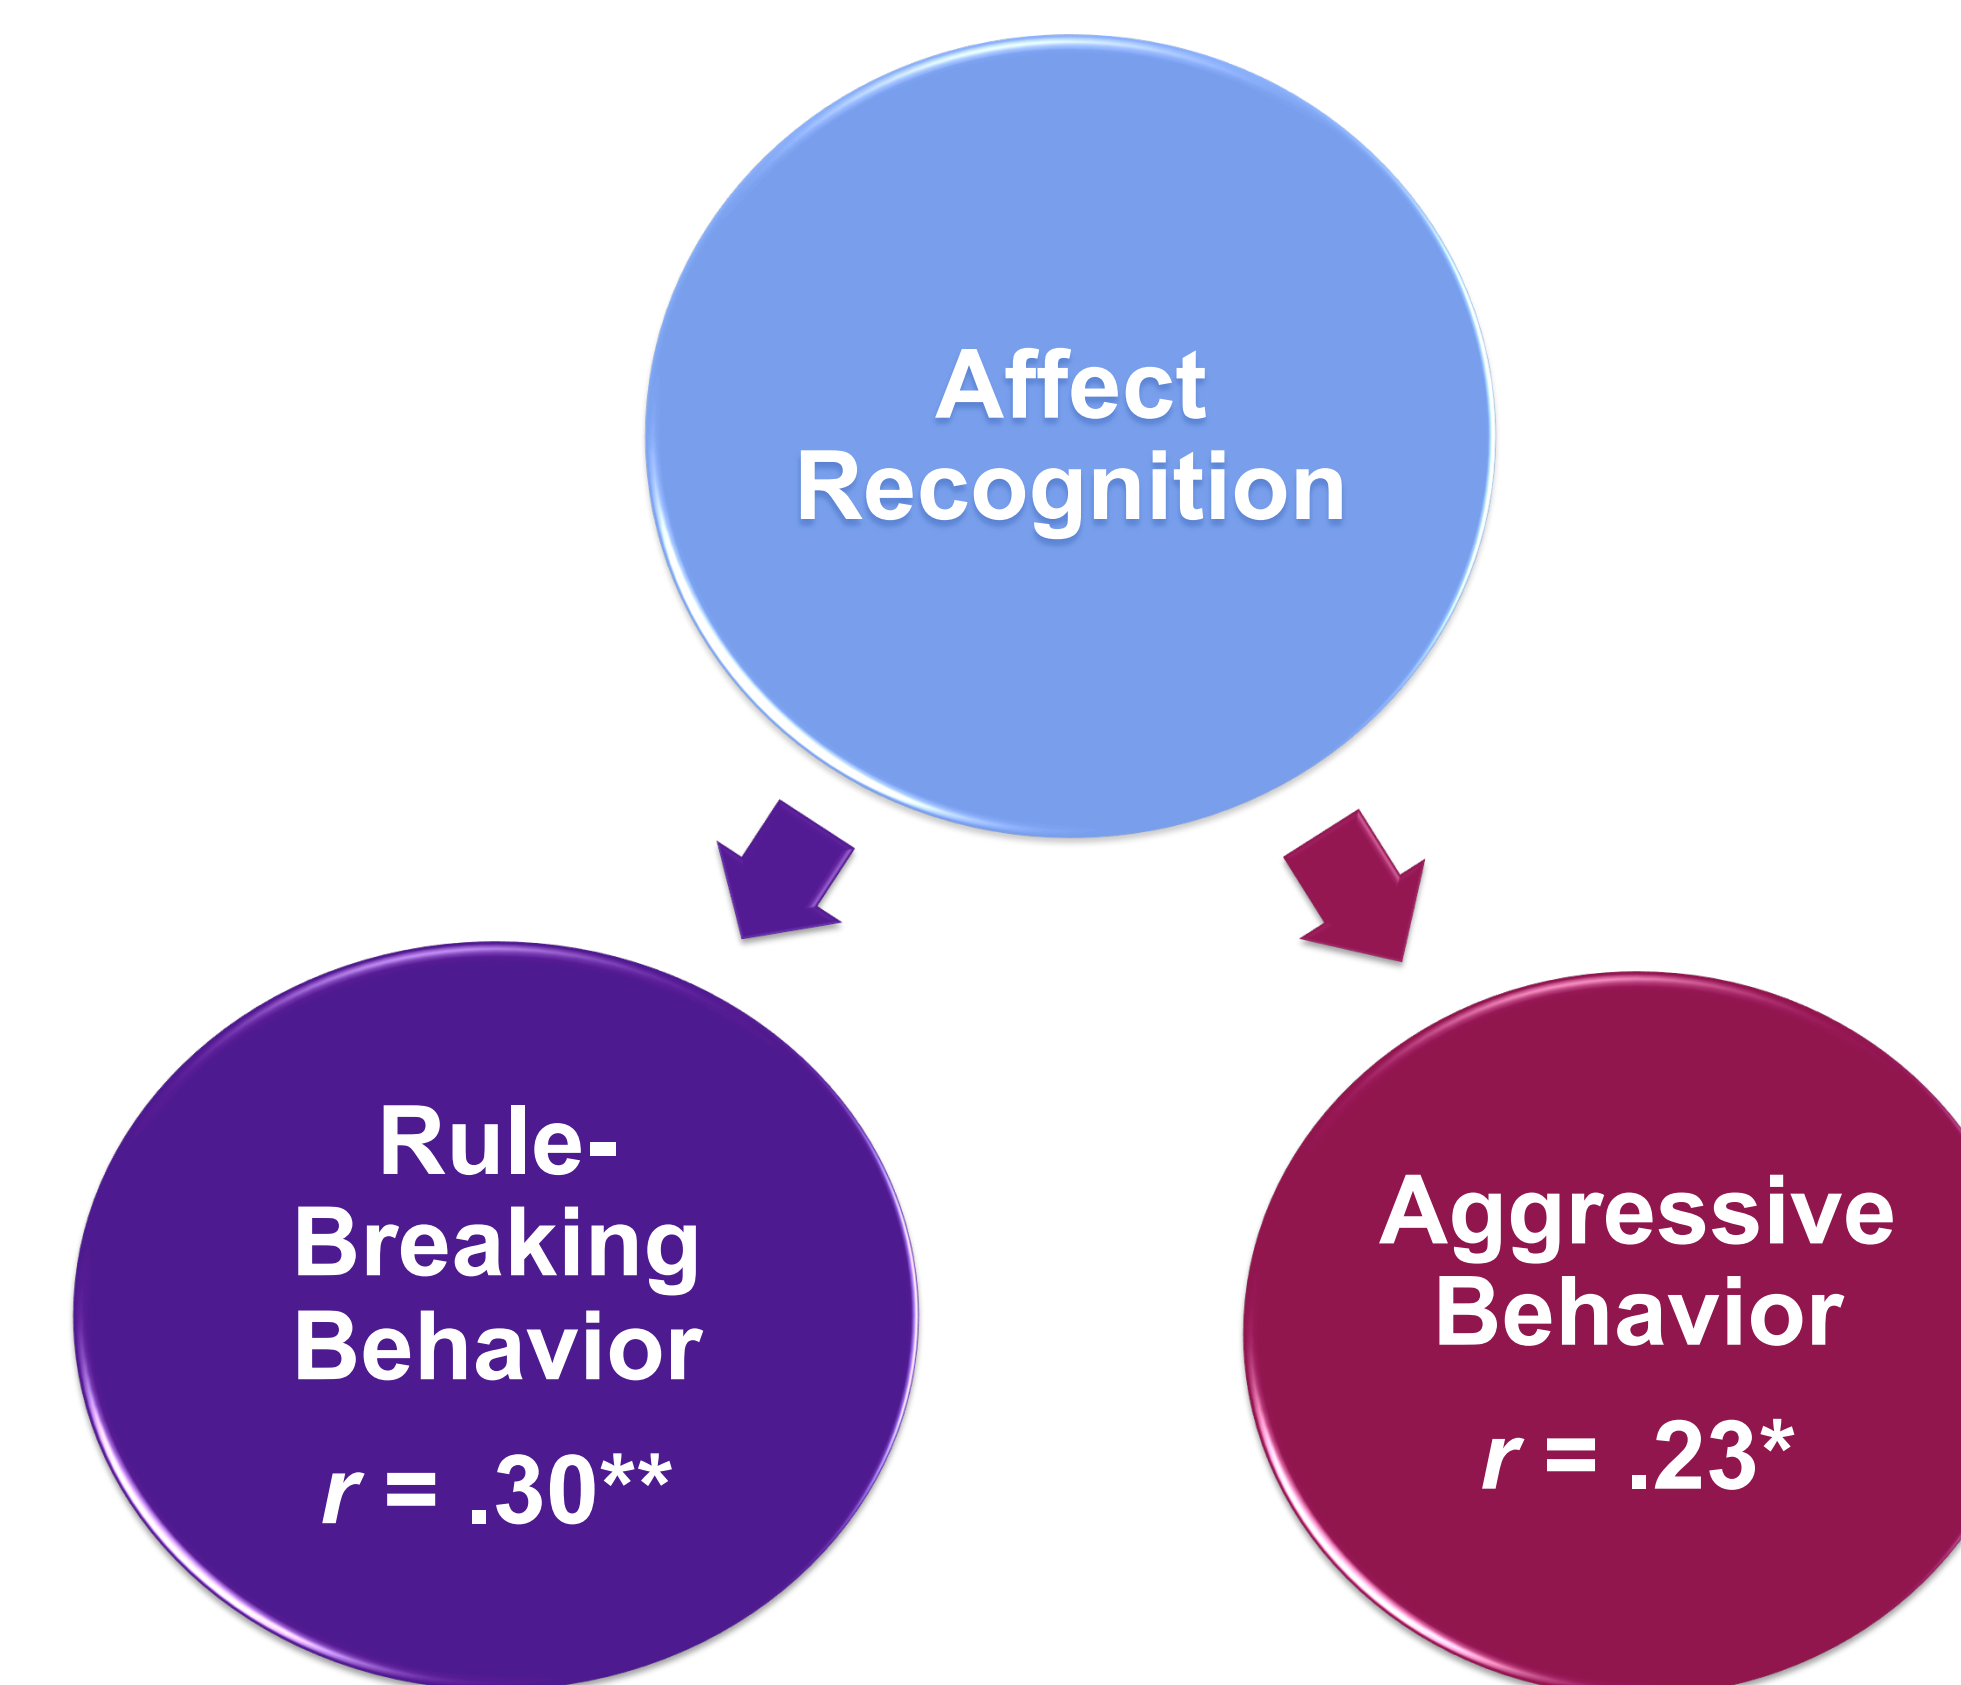 Affect
Recognition
Rule-
Breaking
Behavior
r = .30**
Aggressive
Behavior
r = .23*